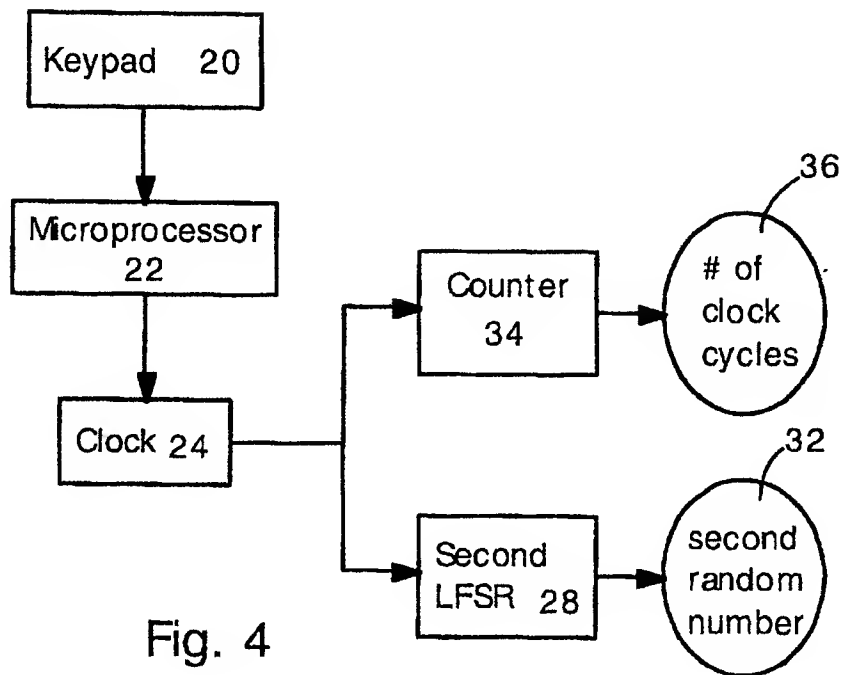 Keypad 20
Microprocessor
22
Clock 24
Counter
34
36
# of
clock
cycles
Second
LFSR 28
32
second
random
number
Fig. 4